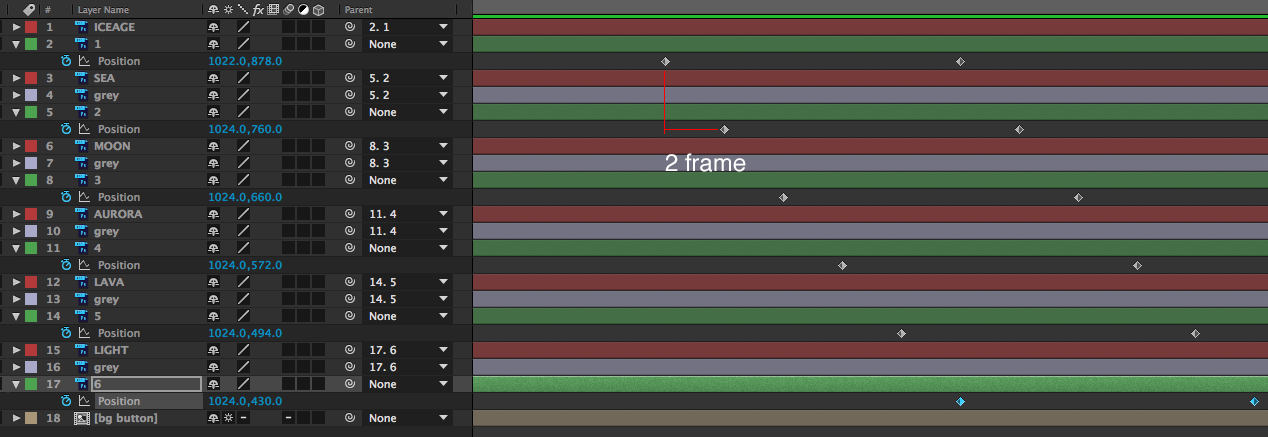 # Layer Name fx Parent
1 ICEAGE 2. 1
2 1 None
Position 1022.0,878.0
3 SEA 5. 2
4 grey 5. 2
5 2 None
Position 1024.0,760.0
6 MOON 8. 3
2 frame
7 grey 8. 3
8 3 None
Position 1024.0,660.0
9 AURORA 11. 4
10 grey 11. 4
11 4 None
Position 1024.0,572.0
12 LAVA 14. 5
13 grey 14. 5
14 5 None
Position 1024.0,494.0
15 LIGHT 17. 6
16 grey 17. 6
17 6 None
Position 1024.0,430.0
18 [bg button] None